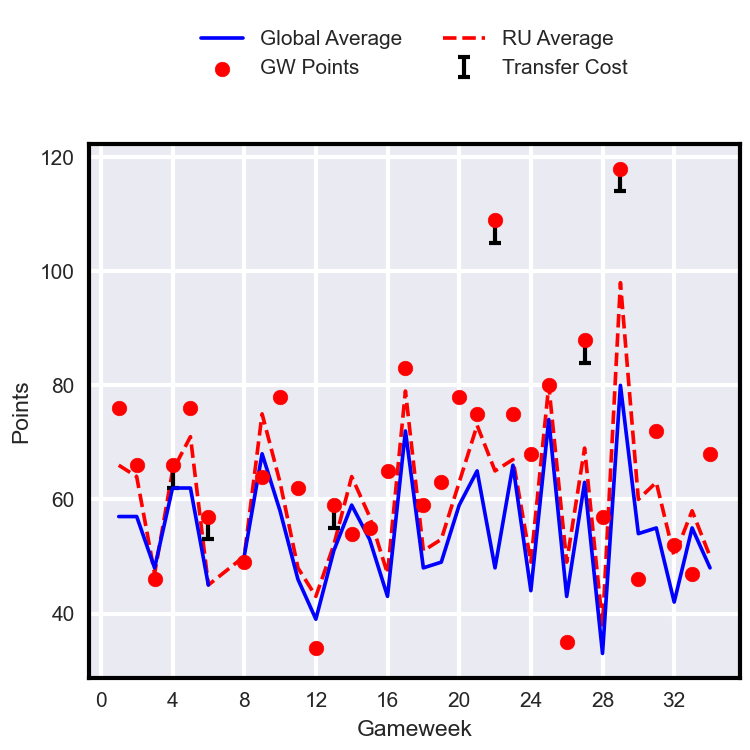 Global Average RU Average
GW Points Transfer Cost
120
100
80
60
40
Points
0 4 8 12 16 20 24 28 32
Gameweek